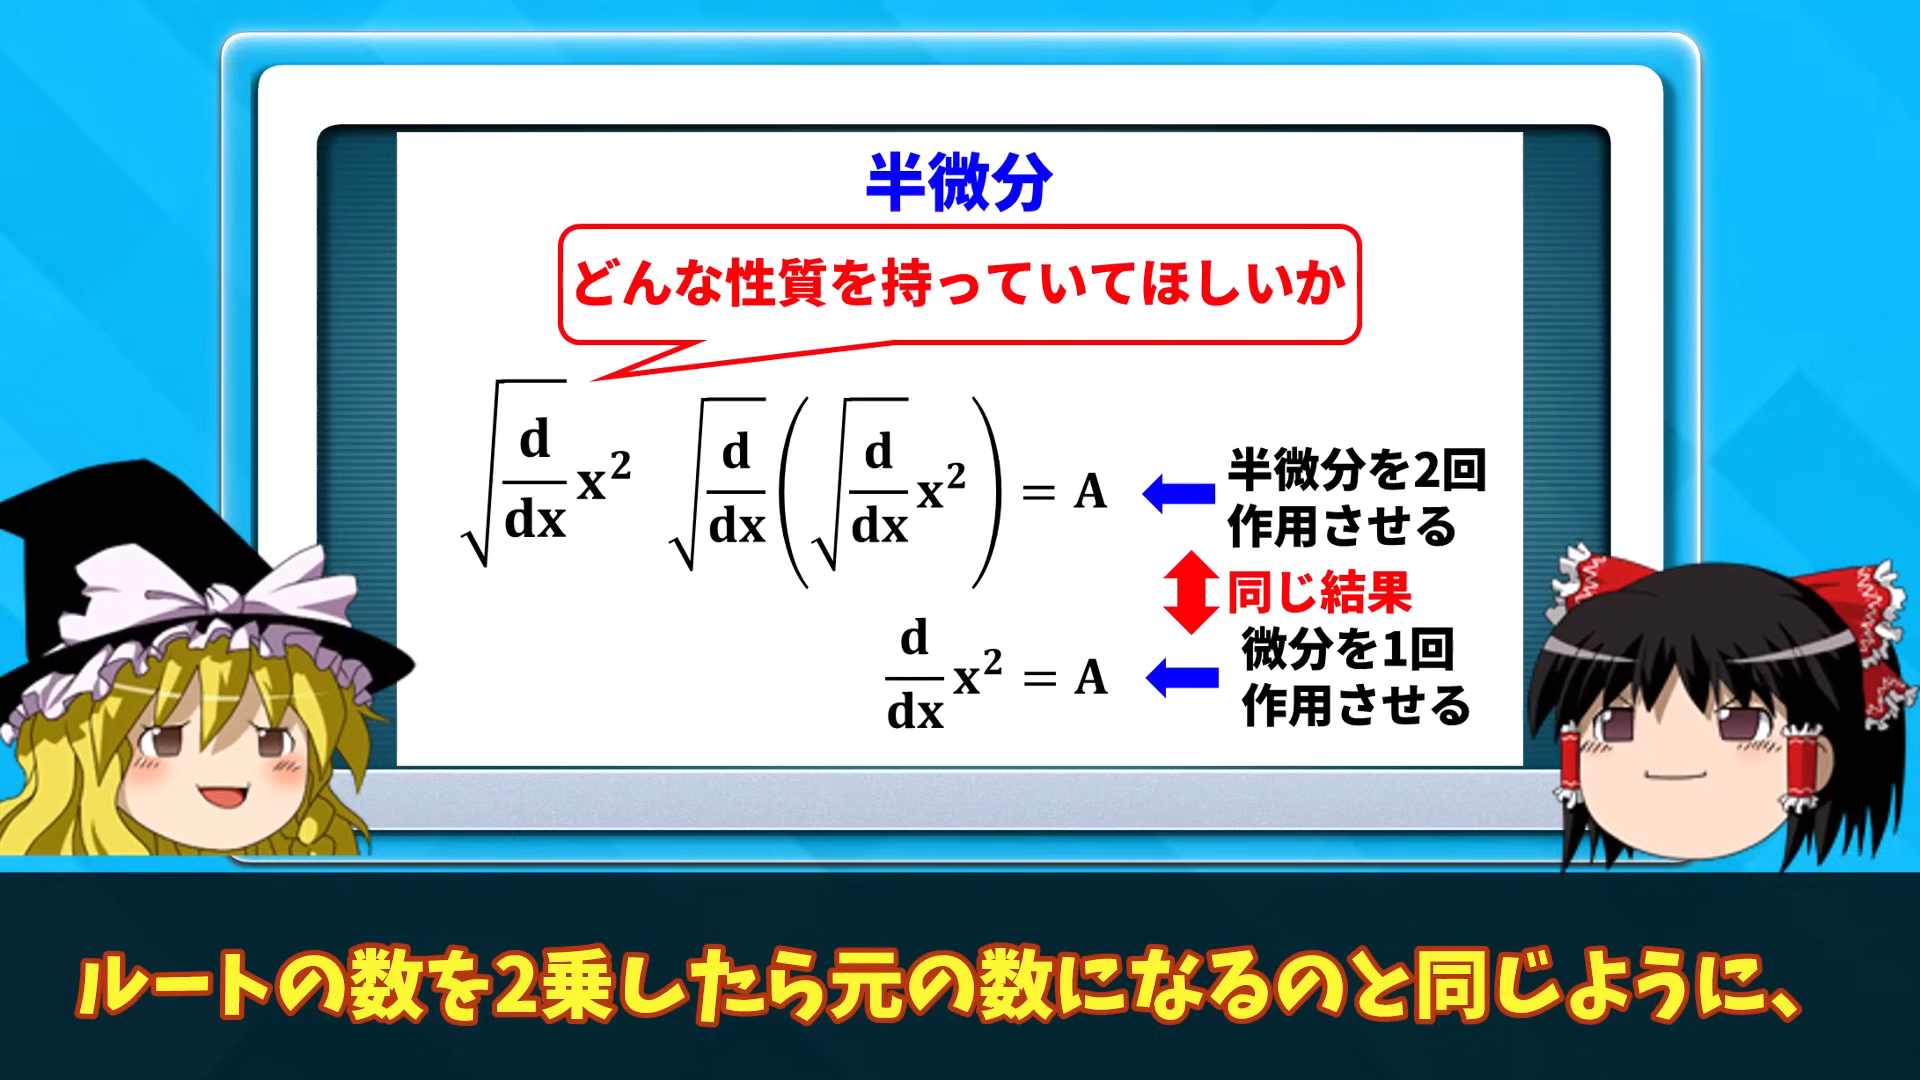 半微分
どんな性質を持っていてほしいか
√(d/dx) x² √(d/dx) (√(d/dx) x²) = A
半微分を2回
作用させる
同じ結果
d/dx x² = A
微分を1回
作用させる
ルートの数を2乗したら元の数になるのと同じように、